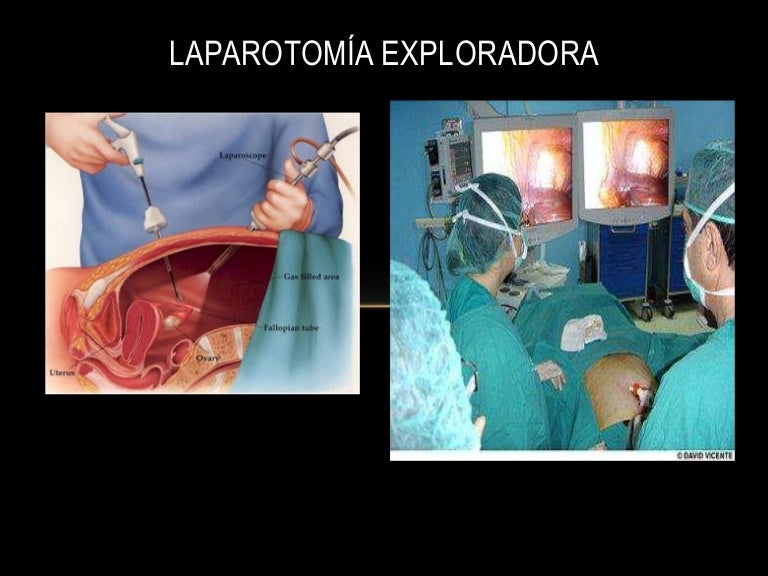 LAPAROTOMÍA EXPLORADORA
Laparoscope
Gas filled area
Fallopian tube
Ovary
Uterus
© DAVID VICENTE